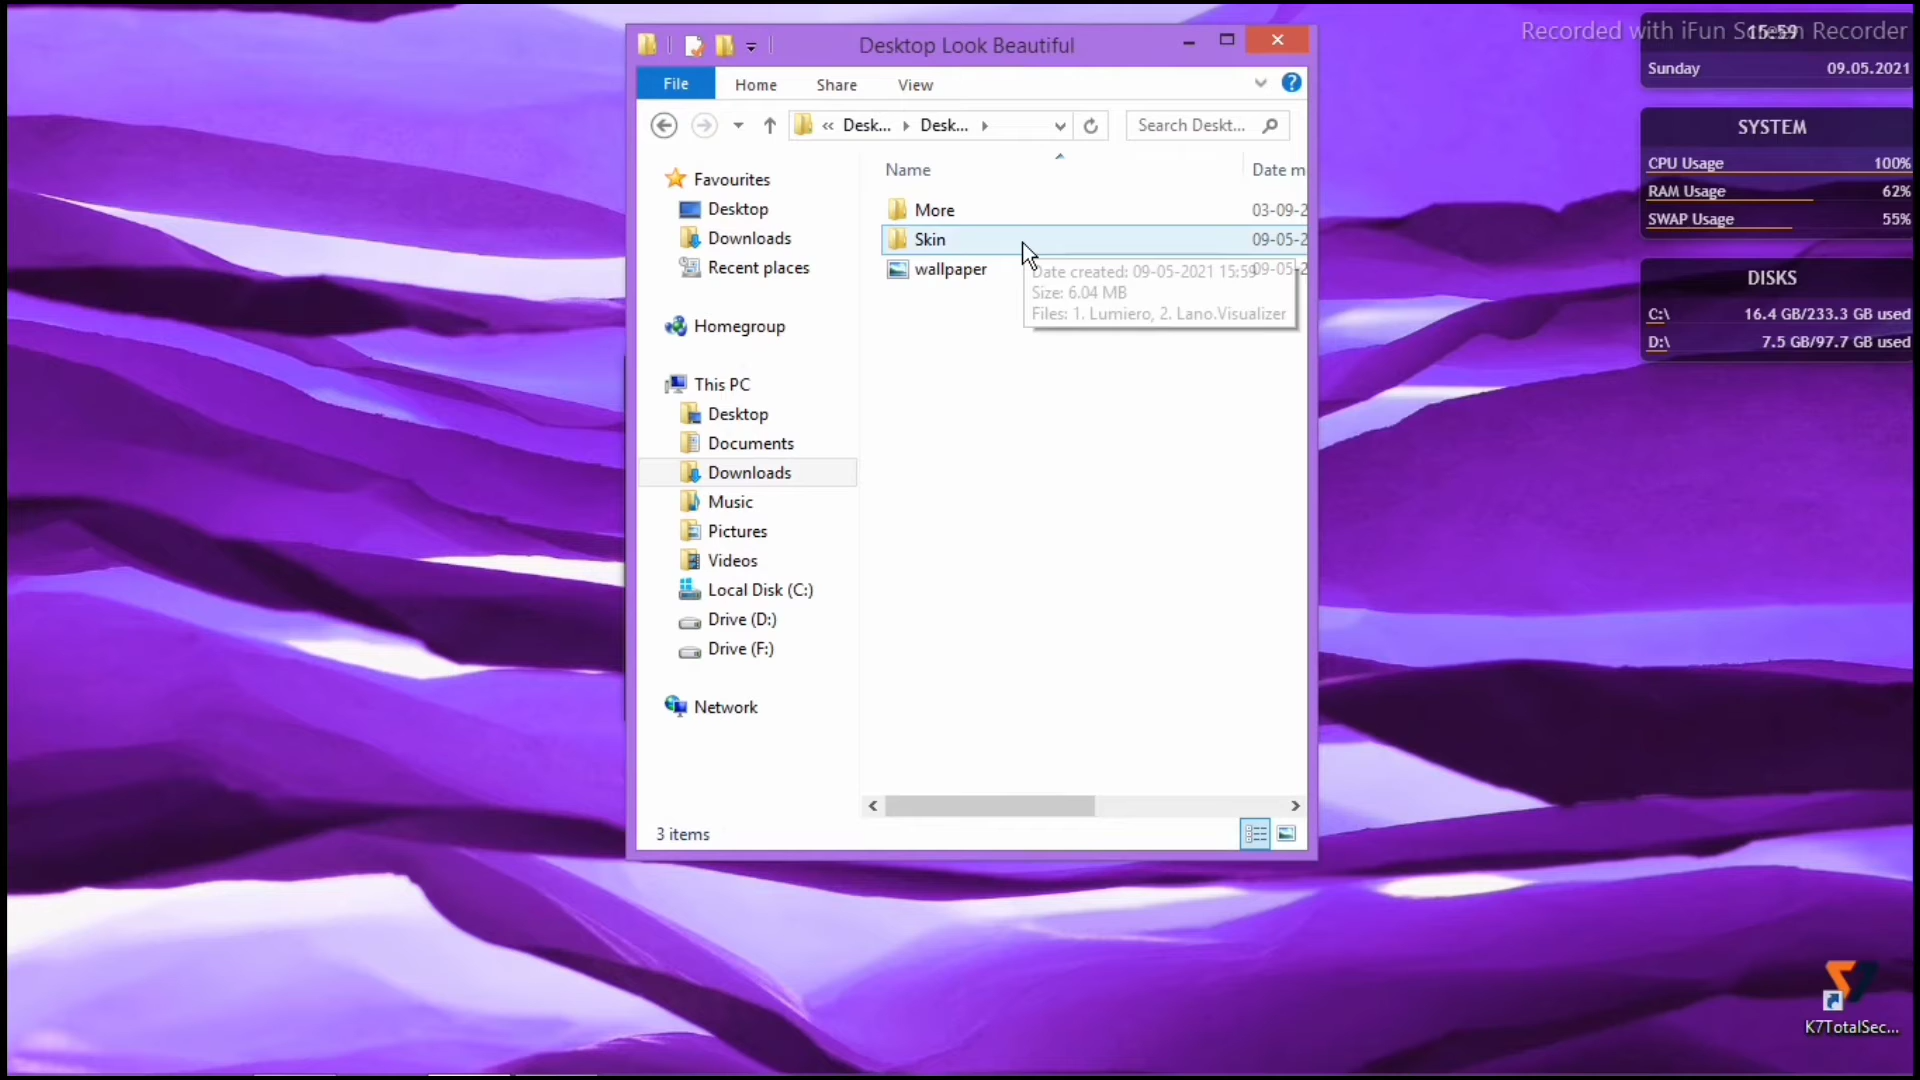 Desktop Look Beautiful
File Home Share View
« Desk... Desk... Search Deskt...
Favourites
Desktop
Downloads
Recent places
Homegroup
This PC
Desktop
Documents
Downloads
Music
Pictures
Videos
Local Disk (C:)
Drive (D:)
Drive (F:)
Network
3 items
Name Date m
More 03-09-2
Skin 09-05-2
wallpaper 09-05-2
Date created: 09-05-2021 15:59
Size: 6.04 MB
Files: 1. Lumiero, 2. Lano.Visualizer
Recorded with iFun Screen Recorder
15:59
Sunday 09.05.2021
SYSTEM
CPU Usage 100%
RAM Usage 62%
SWAP Usage 55%
DISKS
C:\ 16.4 GB/233.3 GB used
D:\ 7.5 GB/97.7 GB used
K7TotalSec...